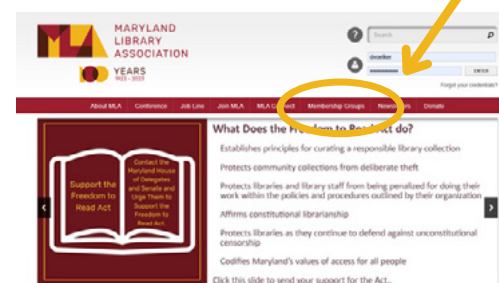 MARYLAND
LIBRARY
ASSOCIATION
MLA
100 YEARS
1923 - 2023
? Search
ENTER
Forgot your credentials?
About MLA Conference Job Line Join MLA MLA Connect Membership Groups Newsletters Donate
What Does the Freedom to Read Act do?
Establishes principles for curating a responsible library collection
Protects community collections from deliberate theft
Protects libraries and library staff from being penalized for doing their
work within the policies and procedures outlined by their organization
Affirms constitutional librarianship
Protects libraries as they continue to defend against unconstitutional
censorship
Codifies Maryland's values of access for all people
Click this slide to send your support for the Act..
Support the
Freedom to
Read Act
Contact the
Maryland House
of Delegates
and Senate and
Urge Them to
Support the
Freedom to
Read Act.